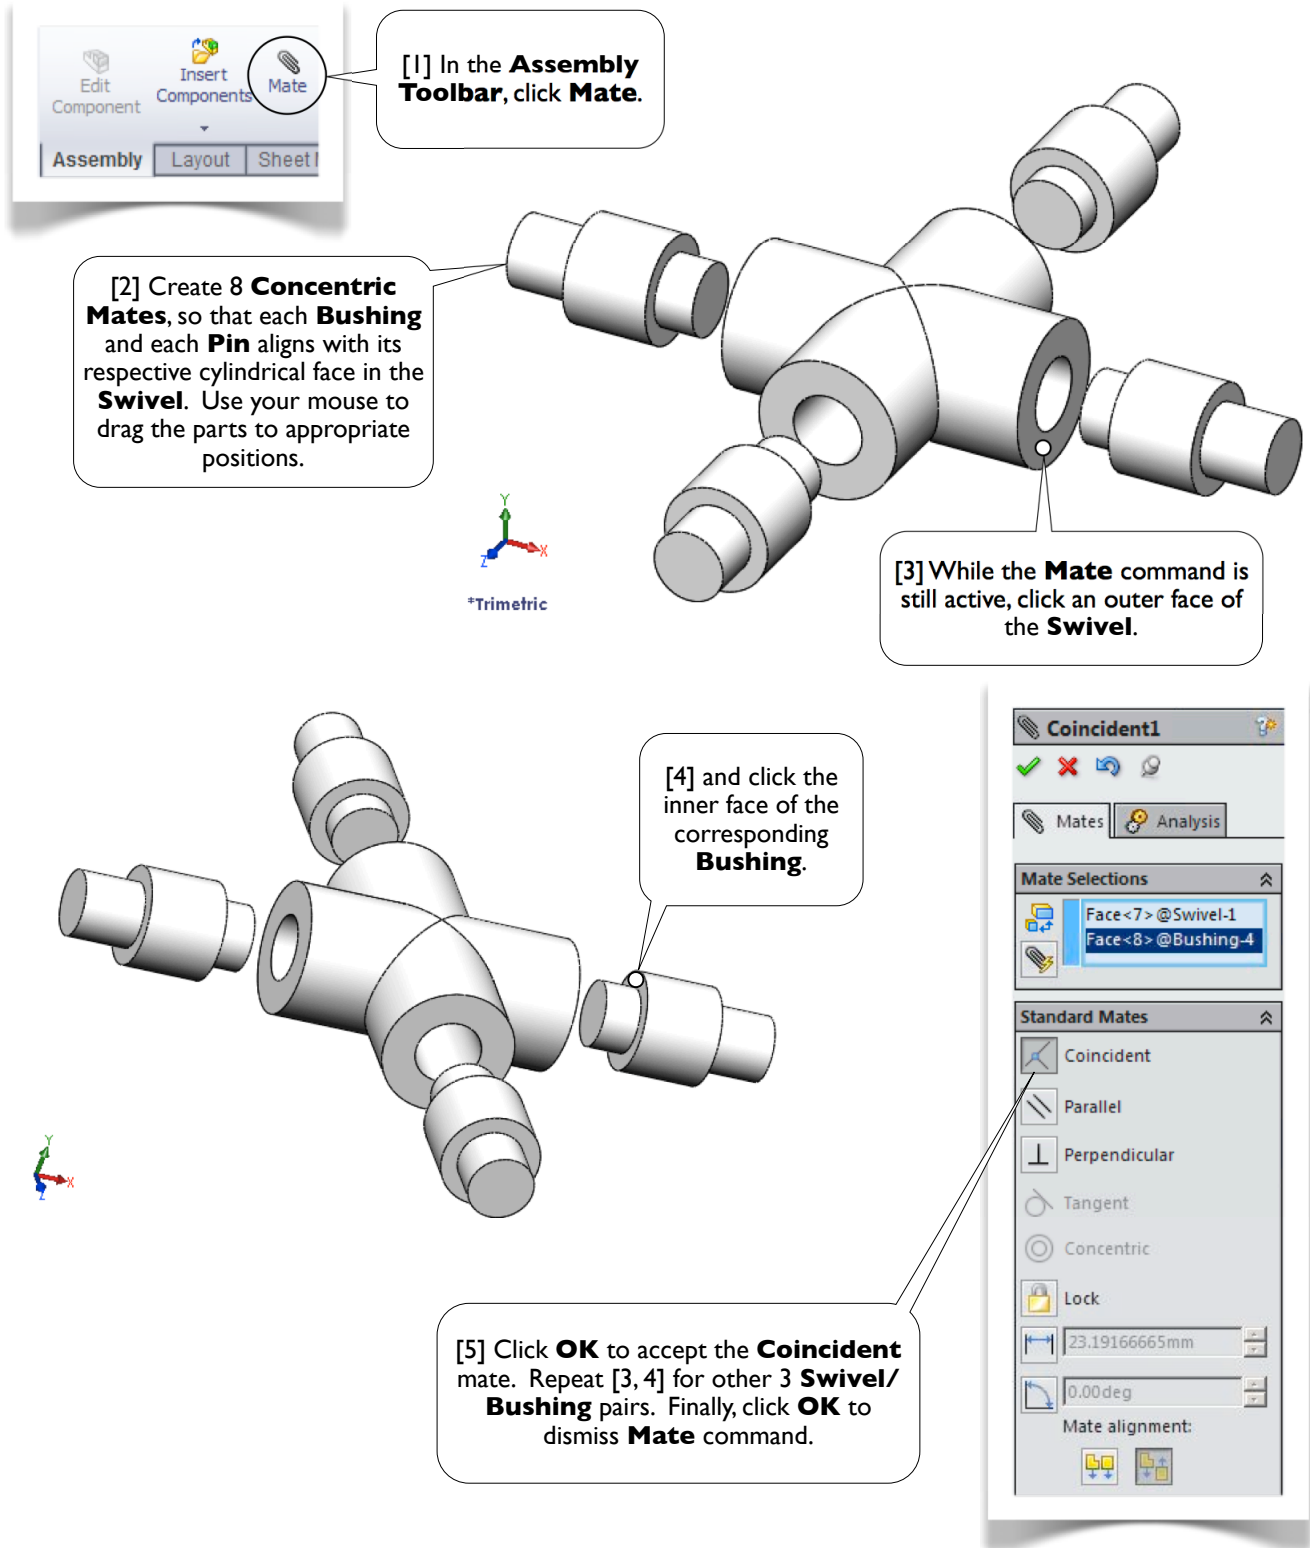 Edit
Component
Insert
Components
Mate
Assembly
Layout
Sheet
[1] In the Assembly
Toolbar, click Mate.
[2] Create 8 Concentric
Mates, so that each Bushing
and each Pin aligns with its
respective cylindrical face in the
Swivel. Use your mouse to
drag the parts to appropriate
positions.
Y
X
Z
*Trimetric
[3] While the Mate command is
still active, click an outer face of
the Swivel.
[4] and click the
inner face of the
corresponding
Bushing.
Y
X
Z
Coincident1
Mates
Analysis
Mate Selections
Face<7>@Swivel-1
Face<8>@Bushing-4
Standard Mates
Coincident
Parallel
Perpendicular
Tangent
Concentric
Lock
23.19166665mm
0.00deg
Mate alignment:
[5] Click OK to accept the Coincident
mate. Repeat [3, 4] for other 3 Swivel/
Bushing pairs. Finally, click OK to
dismiss Mate command.